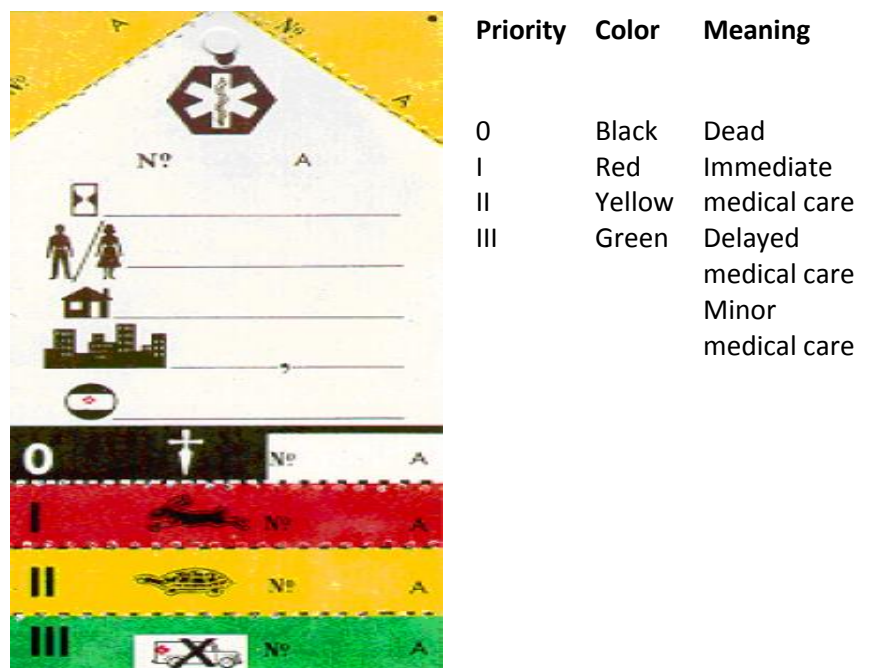 A Nº
Nº A
Nº A
0 Nº A
I Nº A
II Nº A
III Nº A
Priority Color Meaning
0 Black Dead
I Red Immediate
II Yellow medical care
III Green Delayed
medical care
Minor
medical care